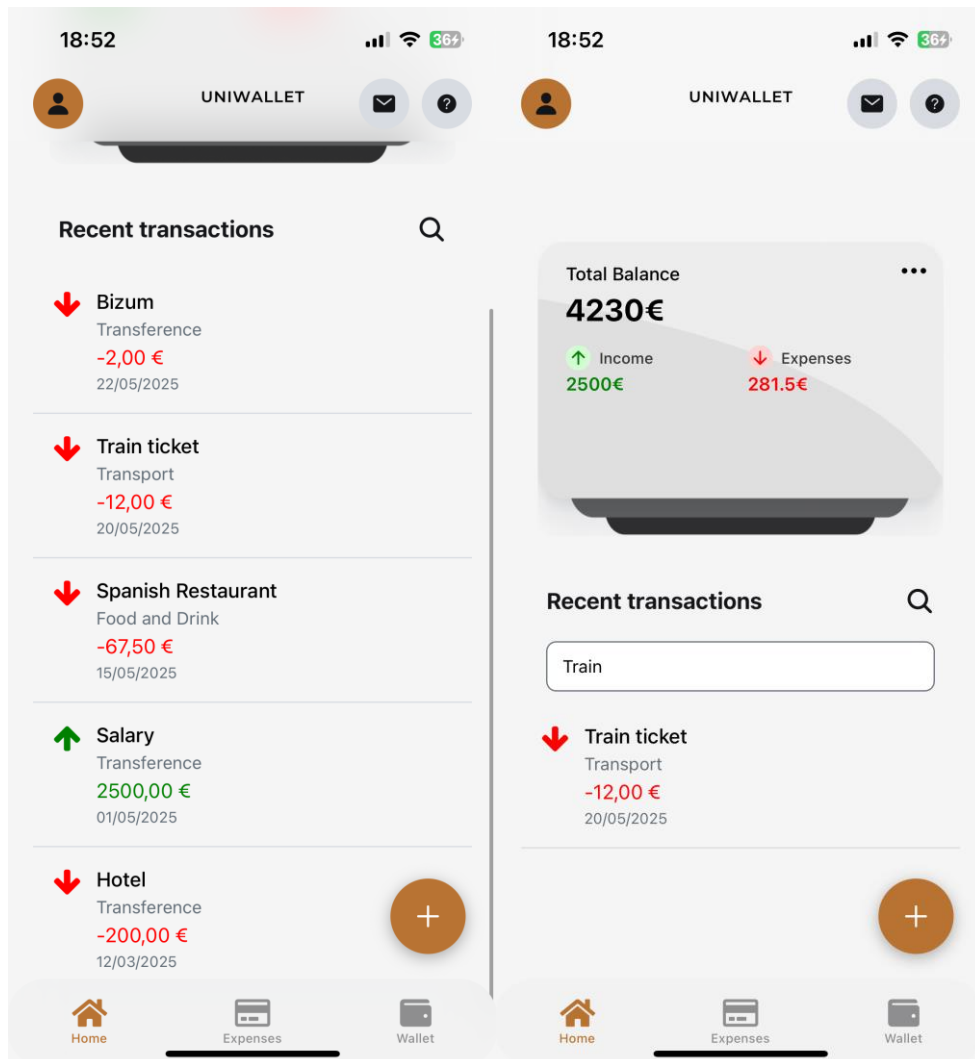 18:52
36
UNIWALLET
?
Recent transactions
Bizum
Transference
-2,00 €
22/05/2025
Train ticket
Transport
-12,00 €
20/05/2025
Spanish Restaurant
Food and Drink
-67,50 €
15/05/2025
Salary
Transference
2500,00 €
01/05/2025
Hotel
Transference
-200,00 €
12/03/2025
+
Home
Expenses
Wallet
18:52
36
UNIWALLET
?
Total Balance
4230€
Income
2500€
Expenses
281.5€
Recent transactions
Train
Train ticket
Transport
-12,00 €
20/05/2025
+
Home
Expenses
Wallet